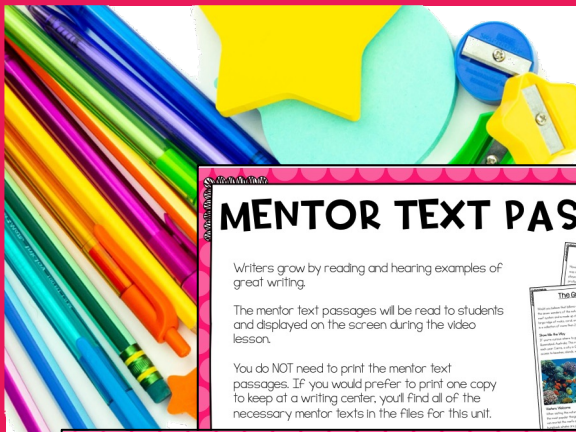 MENTOR TEXT PAS
Writers grow by reading and hearing examples of
great writing.
The mentor text passages will be read to students
and displayed on the screen during the video
lesson.
You do NOT need to print the mentor text
passages. If you would prefer to print one copy
to keep at a writing center, you'll find all of the
necessary mentor texts in the files for this unit.
The G